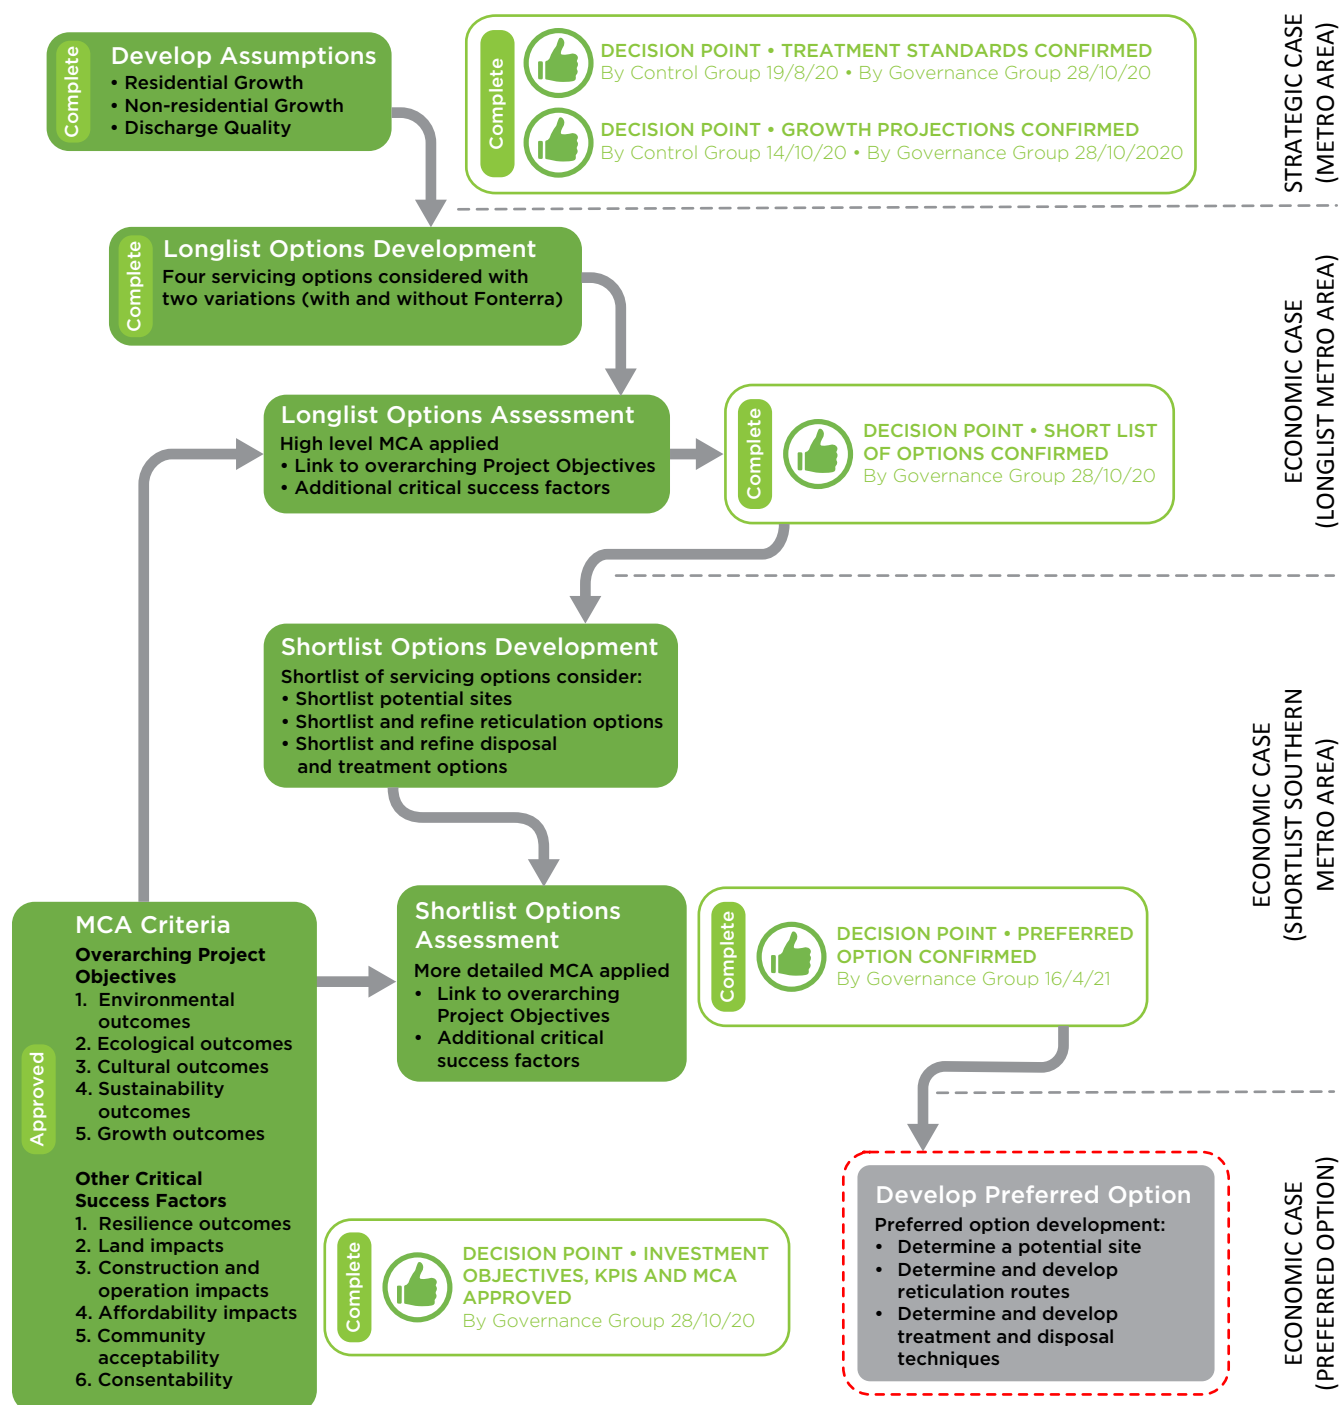 Complete
Develop Assumptions
• Residential Growth
• Non-residential Growth
• Discharge Quality
Complete
DECISION POINT • TREATMENT STANDARDS CONFIRMED
By Control Group 19/8/20 • By Governance Group 28/10/20
DECISION POINT • GROWTH PROJECTIONS CONFIRMED
By Control Group 14/10/20 • By Governance Group 28/10/2020
STRATEGIC CASE
(METRO AREA)
Complete
Longlist Options Development
Four servicing options considered with
two variations (with and without Fonterra)
ECONOMIC CASE
(LONGLIST METRO AREA)
Longlist Options Assessment
High level MCA applied
• Link to overarching Project Objectives
• Additional critical success factors
Complete
DECISION POINT • SHORT LIST
OF OPTIONS CONFIRMED
By Governance Group 28/10/20
Shortlist Options Development
Shortlist of servicing options consider:
• Shortlist potential sites
• Shortlist and refine reticulation options
• Shortlist and refine disposal
and treatment options
ECONOMIC CASE
(SHORTLIST SOUTHERN
METRO AREA)
Approved
MCA Criteria
Overarching Project
Objectives
1. Environmental
outcomes
2. Ecological outcomes
3. Cultural outcomes
4. Sustainability
outcomes
5. Growth outcomes
Other Critical
Success Factors
1. Resilience outcomes
2. Land impacts
3. Construction and
operation impacts
4. Affordability impacts
5. Community
acceptability
6. Consentability
Shortlist Options
Assessment
More detailed MCA applied
• Link to overarching
Project Objectives
• Additional critical
success factors
Complete
DECISION POINT • PREFERRED
OPTION CONFIRMED
By Governance Group 16/4/21
Complete
DECISION POINT • INVESTMENT
OBJECTIVES, KPIS AND MCA
APPROVED
By Governance Group 28/10/20
Develop Preferred Option
Preferred option development:
• Determine a potential site
• Determine and develop
reticulation routes
• Determine and develop
treatment and disposal
techniques
ECONOMIC CASE
(PREFERRED OPTION)